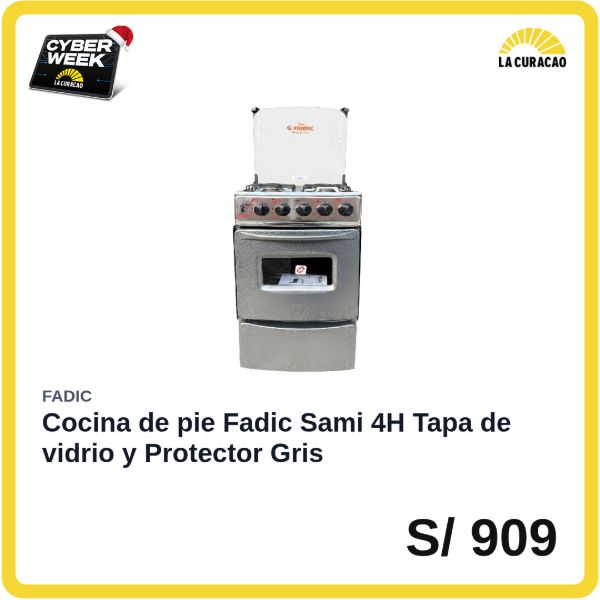 CYBER
WEEK
LA CURACAO
LA CURACAO
FADIC
Cocina de pie Fadic Sami 4H Tapa de
vidrio y Protector Gris
S/ 909